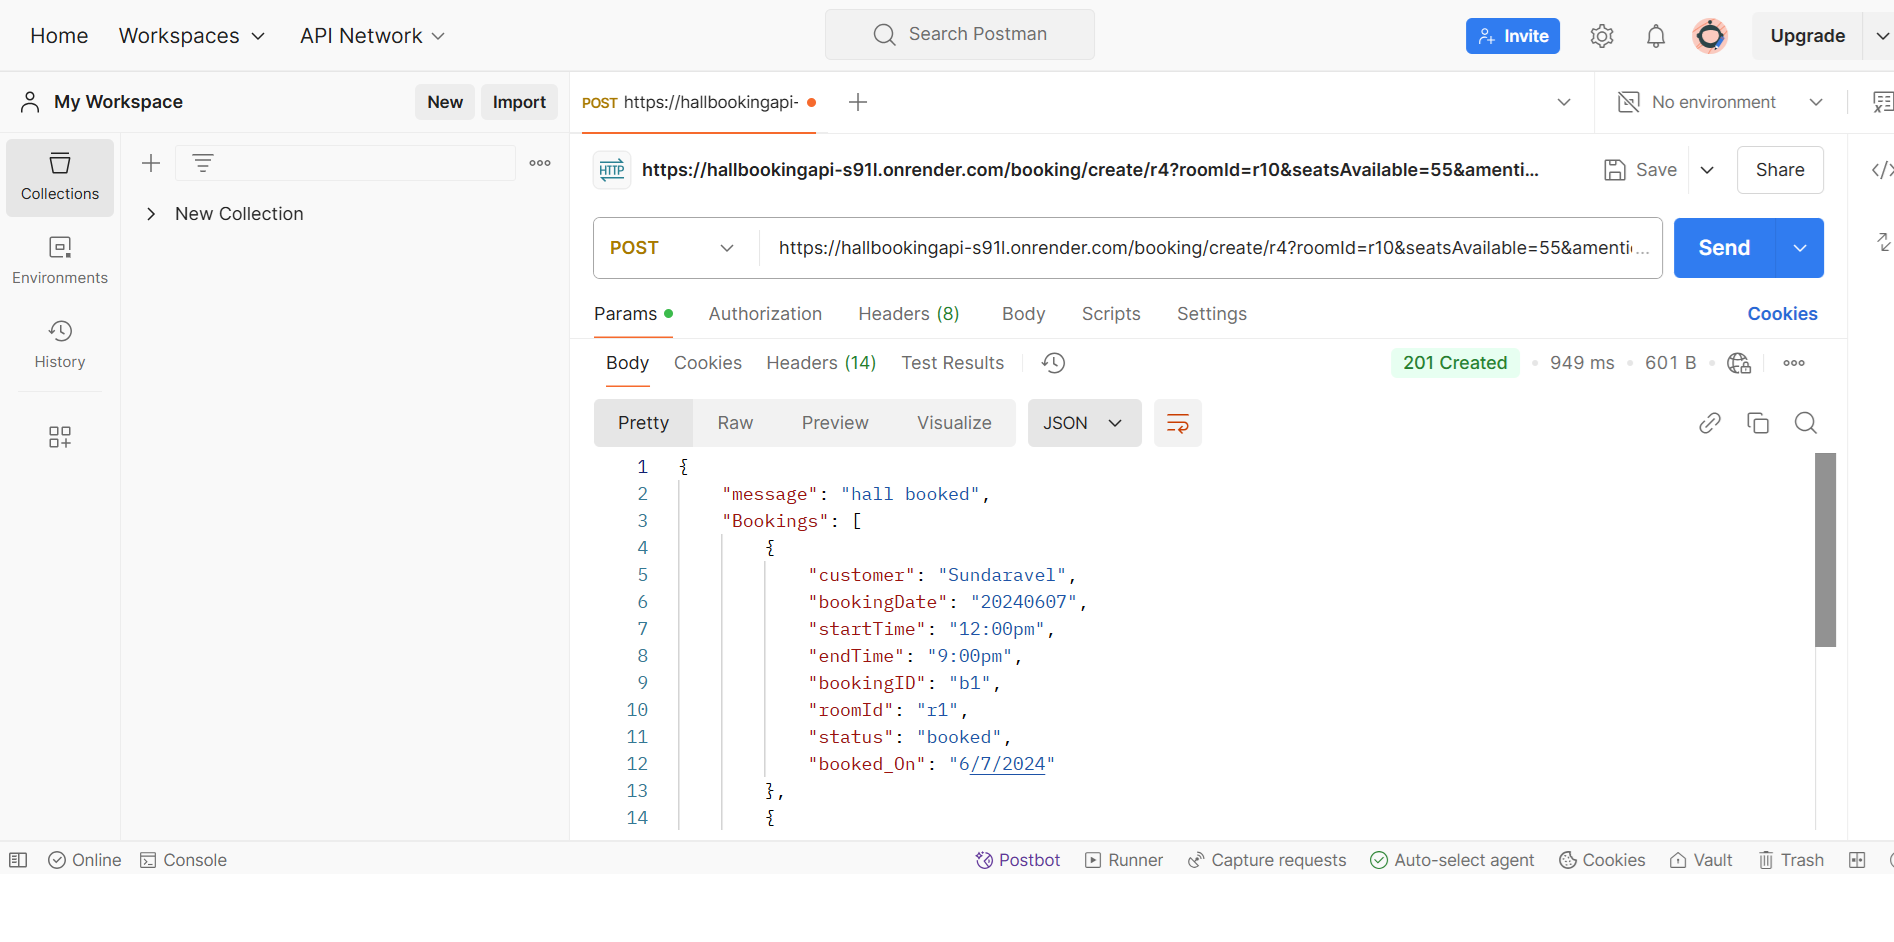 Home Workspaces API Network Search Postman Invite Upgrade
My Workspace New Import POST https://hallbookingapi- No environment
Collections
Environments
History
New Collection
HTTP https://hallbookingapi-s91l.onrender.com/booking/create/r4?roomId=r10&seatsAvailable=55&amenti... Save Share
POST https://hallbookingapi-s91l.onrender.com/booking/create/r4?roomId=r10&seatsAvailable=55&amenti... Send
Params Authorization Headers (8) Body Scripts Settings Cookies
Body Cookies Headers (14) Test Results 201 Created 949 ms 601 B
Pretty Raw Preview Visualize JSON
1 {
2 "message": "hall booked",
3 "Bookings": [
4 {
5 "customer": "Sundaravel",
6 "bookingDate": "20240607",
7 "startTime": "12:00pm",
8 "endTime": "9:00pm",
9 "bookingID": "b1",
10 "roomId": "r1",
11 "status": "booked",
12 "booked_On": "6/7/2024"
13 },
14 {
Online Console Postbot Runner Capture requests Auto-select agent Cookies Vault Trash